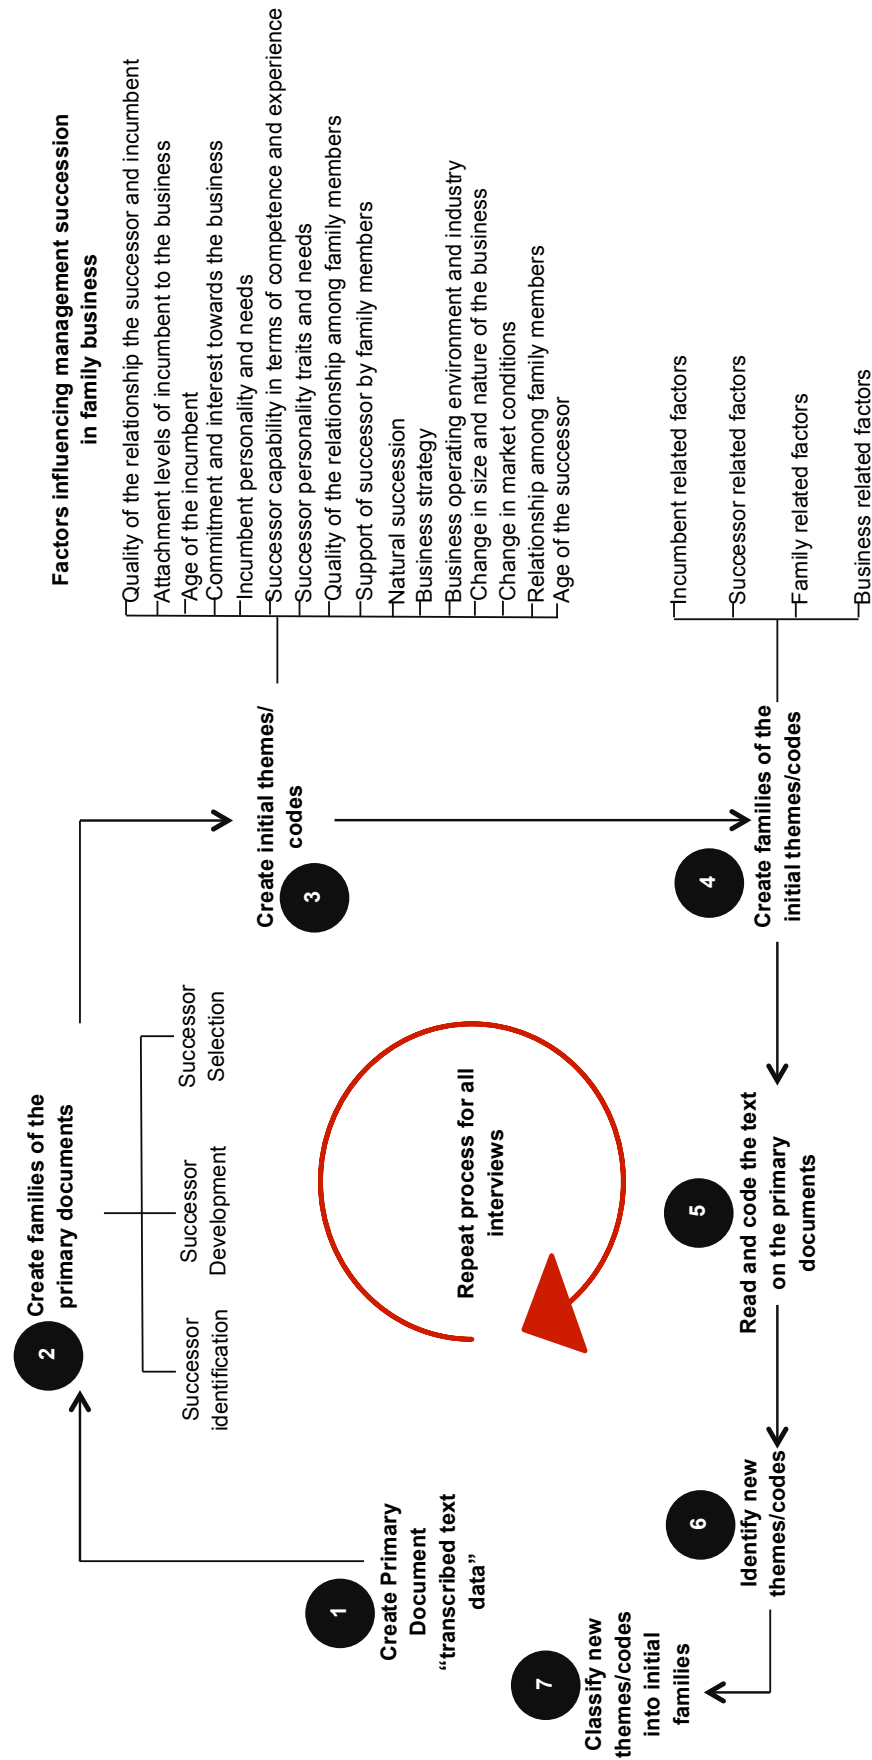 1
Create Primary
Document
“transcribed text
data”
2
Create families of the
primary documents
Successor
identification
Successor
Development
Successor
Selection
3
Create initial themes/
codes
Factors influencing management succession
in family business
Quality of the relationship the successor and incumbent
Attachment levels of incumbent to the business
Age of the incumbent
Commitment and interest towards the business
Incumbent personality and needs
Successor capability in terms of competence and experience
Successor personality traits and needs
Quality of the relationship among family members
Support of successor by family members
Natural succession
Business strategy
Business operating environment and industry
Change in size and nature of the business
Change in market conditions
Relationship among family members
Age of the successor
4
Create families of the
initial themes/codes
Incumbent related factors
Successor related factors
Family related factors
Business related factors
5
Read and code the text
on the primary
documents
6
Identify new
themes/codes
7
Classify new
themes/codes
into initial
families
Repeat process for all
interviews